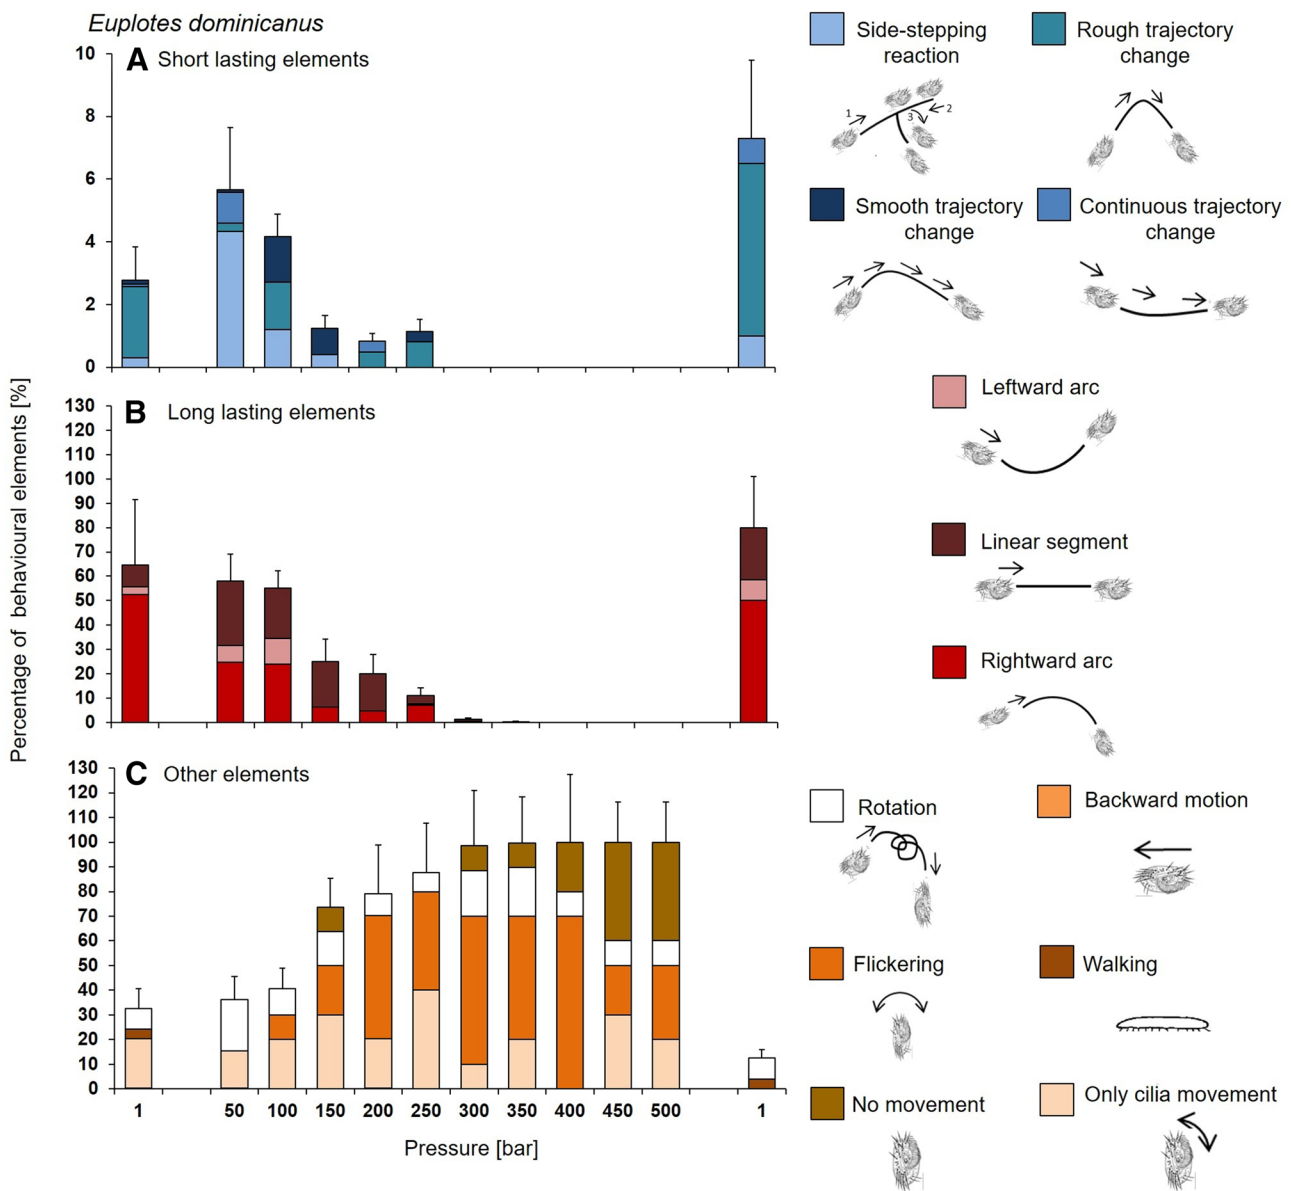 Euplotes dominicanus
A Short lasting elements
10
8
6
4
2
0
B Long lasting elements
130
120
110
100
90
80
70
60
50
40
30
20
10
0
C Other elements
130
120
110
100
90
80
70
60
50
40
30
20
10
0
1 50 100 150 200 250 300 350 400 450 500 1
Pressure [bar]
Percentage of behavioural elements [%]
Side-stepping
reaction
1
2
3
Rough trajectory
change
Smooth trajectory
change
Continuous trajectory
change
Leftward arc
Linear segment
Rightward arc
Rotation
Backward motion
Flickering
Walking
No movement
Only cilia movement